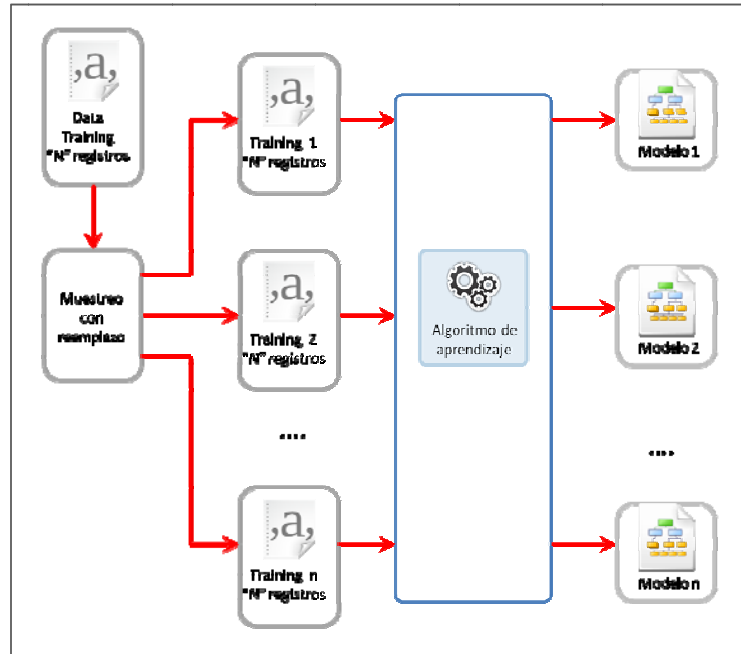 ,a,
Data
Training
"N" registros
Muestreo
con
reemplazo
,a,
Training 1
"N" registros
,a,
Training 2
"N" registros
....
,a,
Training n
"N" registros
Algoritmo de
aprendizaje
Modelo 1
Modelo 2
....
Modelo n